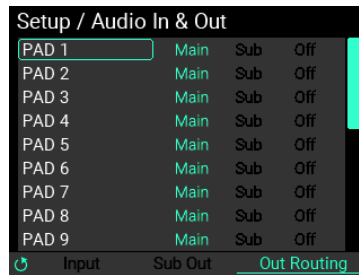 Setup / Audio In & Out
PAD 1 Main Sub Off
PAD 2 Main Sub Off
PAD 3 Main Sub Off
PAD 4 Main Sub Off
PAD 5 Main Sub Off
PAD 6 Main Sub Off
PAD 7 Main Sub Off
PAD 8 Main Sub Off
PAD 9 Main Sub Off
Input Sub Out Out Routing